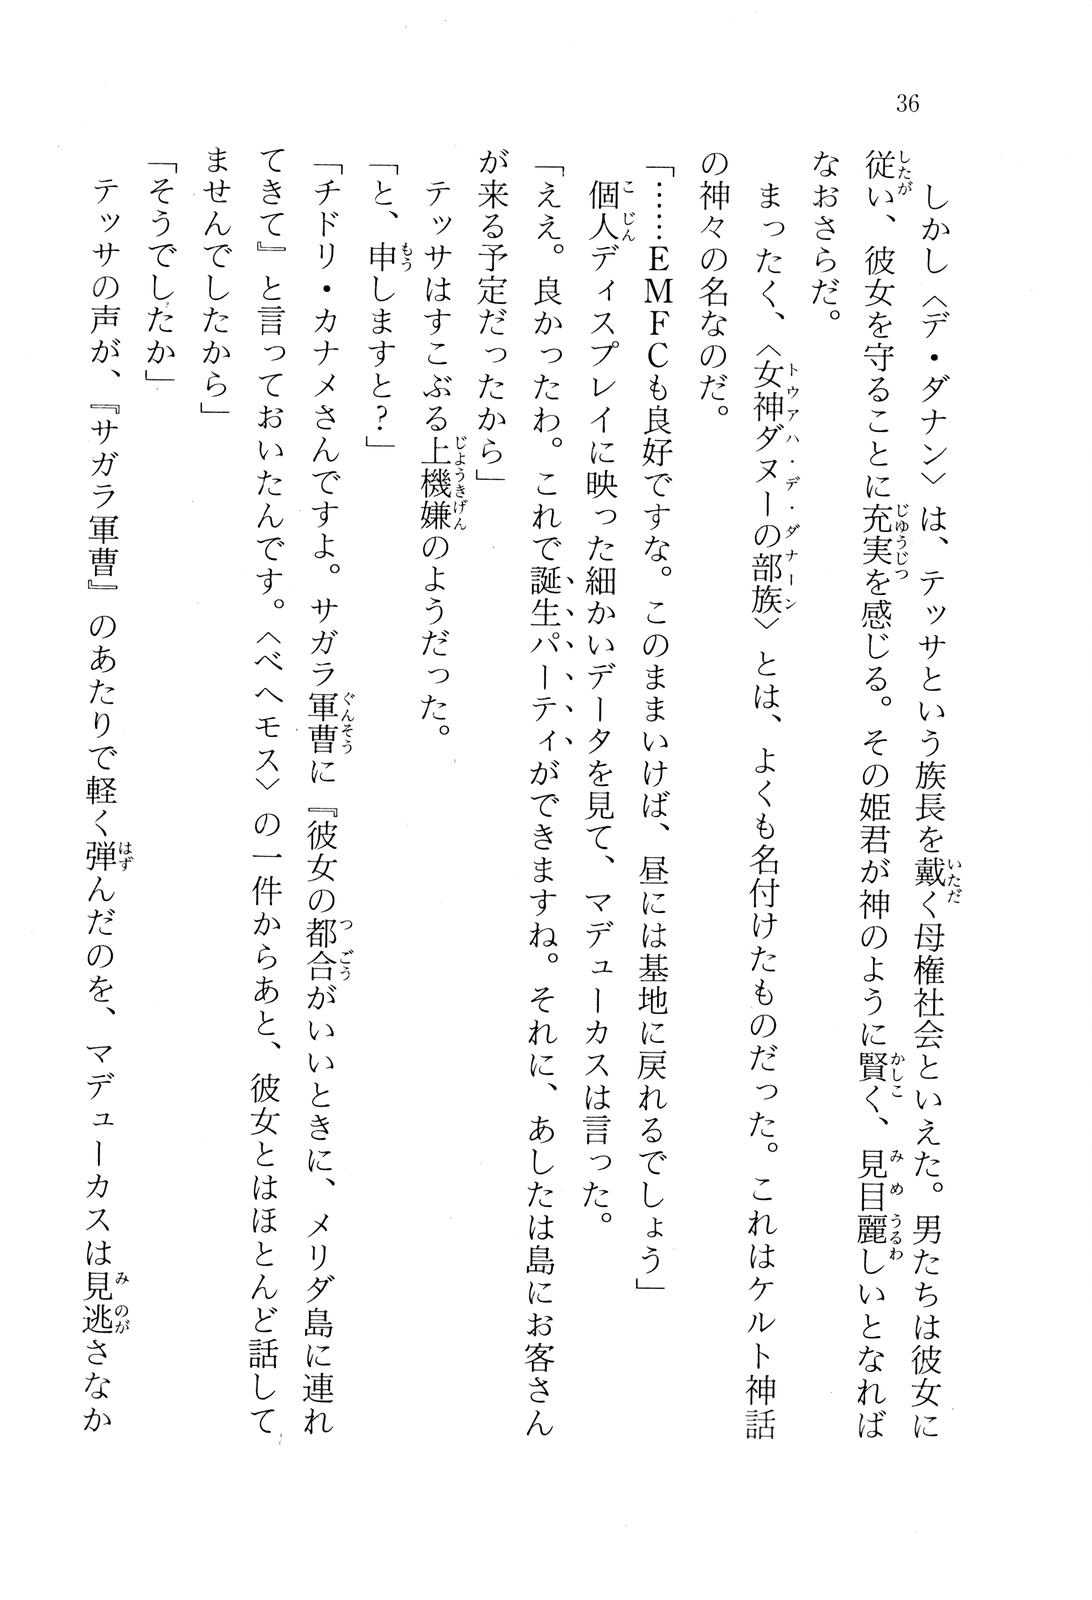 36
しかし〈デ・ダナン〉は、テッサという族長を戴く母権社会といえた。男たちは彼女に
従い、彼女を守ることに充実を感じる。その姫君が神のように賢く、見目麗しいとなれば
なおさらだ。
まったく、〈女神ダヌーの部族〉とは、よくも名付けたものだった。これはケルト神話
の神々の名なのだ。
「……EMFCも良好ですな。このままいけば、昼には基地に戻れるでしょう」
個人ディスプレイに映った細かいデータを見て、マデューカスは言った。
「ええ。良かったわ。これで誕生パーティができますね。それに、あしたは島にお客さん
が来る予定だったから」
テッサはすこぶる上機嫌のようだった。
「と、申しますと?」
「チドリ・カナメさんですよ。サガラ軍曹に『彼女の都合がいいときに、メリダ島に連れ
てきて』と言っておいたんです。〈ベヘモス〉の一件からあと、彼女とはほとんど話して
ませんでしたから」
「そうでしたか」
テッサの声が、『サガラ軍曹』のあたりで軽く弾んだのを、マデューカスは見逃さなか